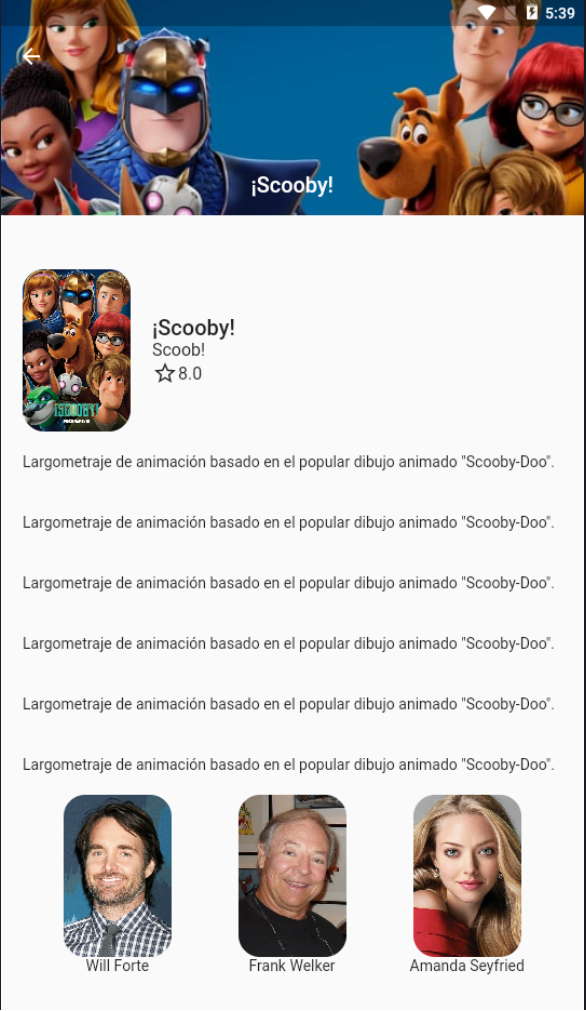 5:39
¡Scooby!
¡Scooby!
Scoob!
8.0
¡SCOOBY!
Largometraje de animación basado en el popular dibujo animado "Scooby-Doo".
Largometraje de animación basado en el popular dibujo animado "Scooby-Doo".
Largometraje de animación basado en el popular dibujo animado "Scooby-Doo".
Largometraje de animación basado en el popular dibujo animado "Scooby-Doo".
Largometraje de animación basado en el popular dibujo animado "Scooby-Doo".
Largometraje de animación basado en el popular dibujo animado "Scooby-Doo".
Will Forte
Frank Welker
Amanda Seyfried